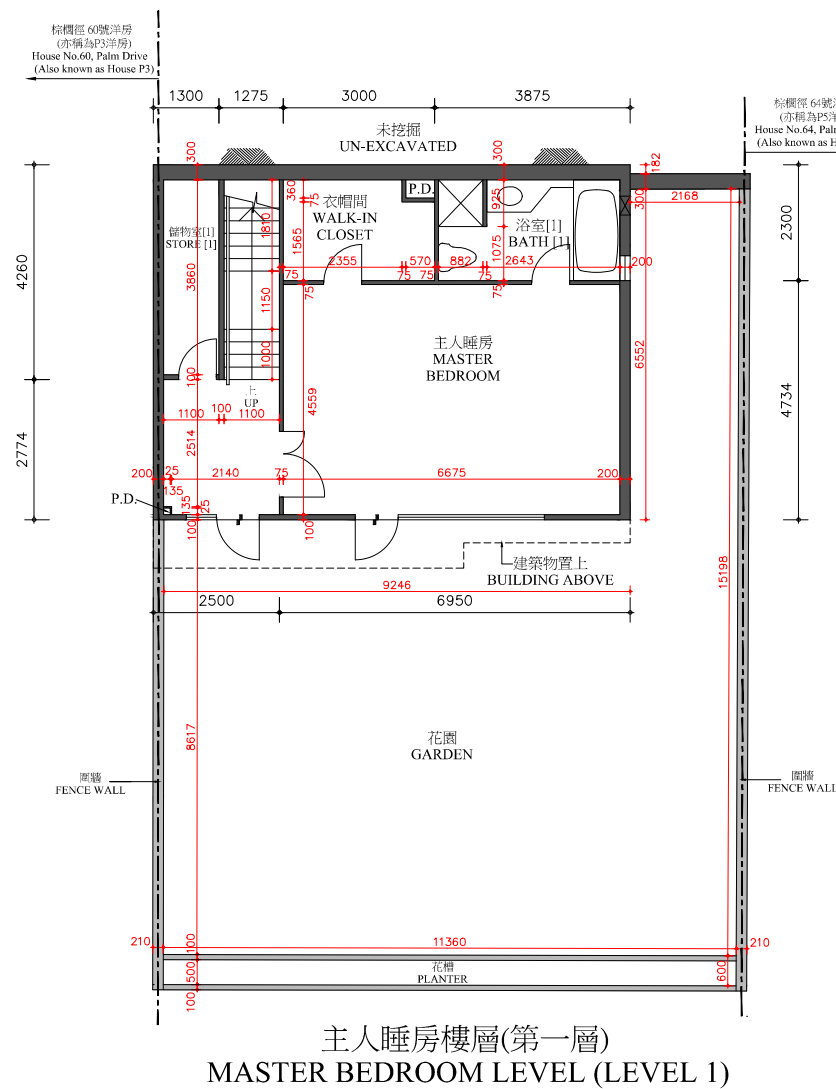 棕櫚徑 60號洋房
(亦稱為P3洋房)
House No.60, Palm Drive
(Also known as House P3)
棕櫚徑 64號
(亦稱為P5洋
House No.64, Pal
(Also known as H
1300
1275
3000
3875
未挖掘
UN-EXCAVATED
300
300
182
360
75
P.D.
925
300
2168
衣帽間
WALK-IN
CLOSET
浴室[1]
BATH [1]
儲物室[1]
STORE [1]
1810
1565
1075
2300
4260
3860
2355
570
882
2643
200
75
75
75
75
75
75
1150
主人睡房
MASTER
BEDROOM
6552
1000
100
上
UP
4559
4734
1100
100
1100
2774
2514
200
25
2140
75
6675
200
135
P.D.
135
25
100
100
建築物置上
BUILDING ABOVE
15198
9246
2500
6950
8617
花園
GARDEN
圍牆
FENCE WALL
圍牆
FENCE WALL
210
100
11360
210
500
花槽
PLANTER
600
100
主人睡房樓層(第一層)
MASTER BEDROOM LEVEL (LEVEL 1)